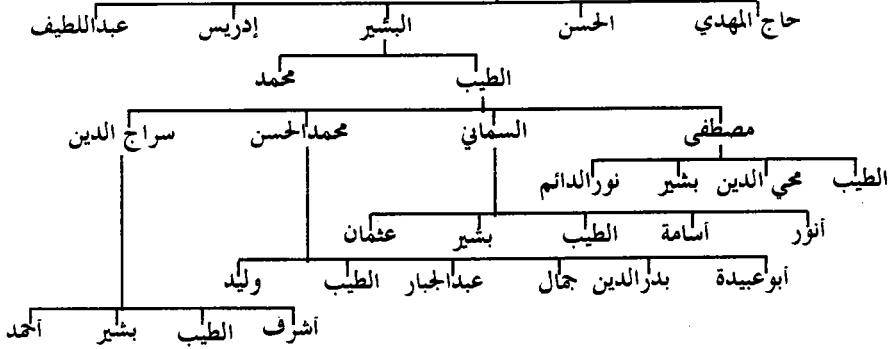 حاج المهدي الحسن البشير إدريس عبداللطيف
الطيب محمد
مصطفى السماني محمدالحسن سراج الدين
الطيب محي الدين بشير نورالدائم
أنور أسامة الطيب بشير عثمان
أبوعبيدة بدرالدين جمال عبدالجبار الطيب وليد
أشرف الطيب بشير أحمد